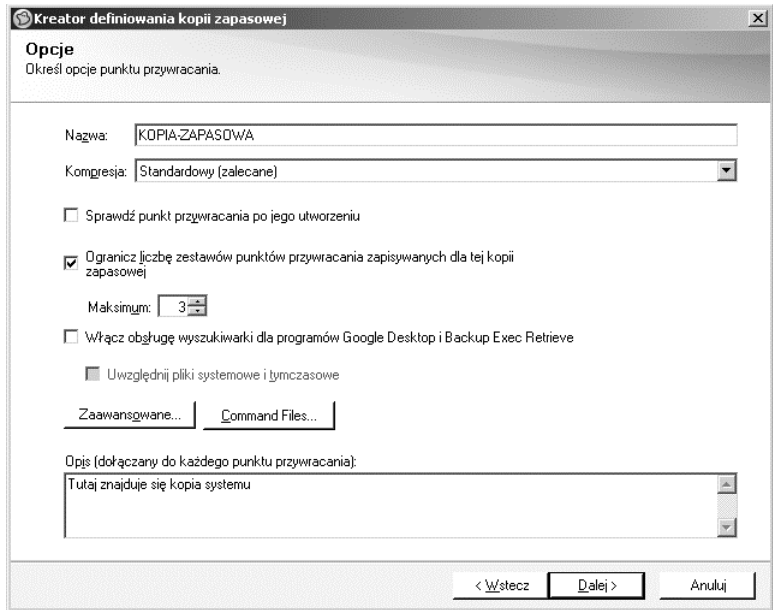 Kreator definiowania kopii zapasowej
Opcje
Określ opcje punktu przywracania.
Nazwa: KOPIA-ZAPASOWA
Kompresja: Standardowy (zalecane)
Sprawdź punkt przywracania po jego utworzeniu
Ogranicz liczbę zestawów punktów przywracania zapisywanych dla tej kopii
zapasowej
Maksimum: 3
Włącz obsługę wyszukiwarki dla programów Google Desktop i Backup Exec Retrieve
Uwzględnij pliki systemowe i tymczasowe
Zaawansowane... Command Files...
Opis (dołączany do każdego punktu przywracania):
Tutaj znajduje się kopia systemu
< Wstecz Dalej > Anuluj